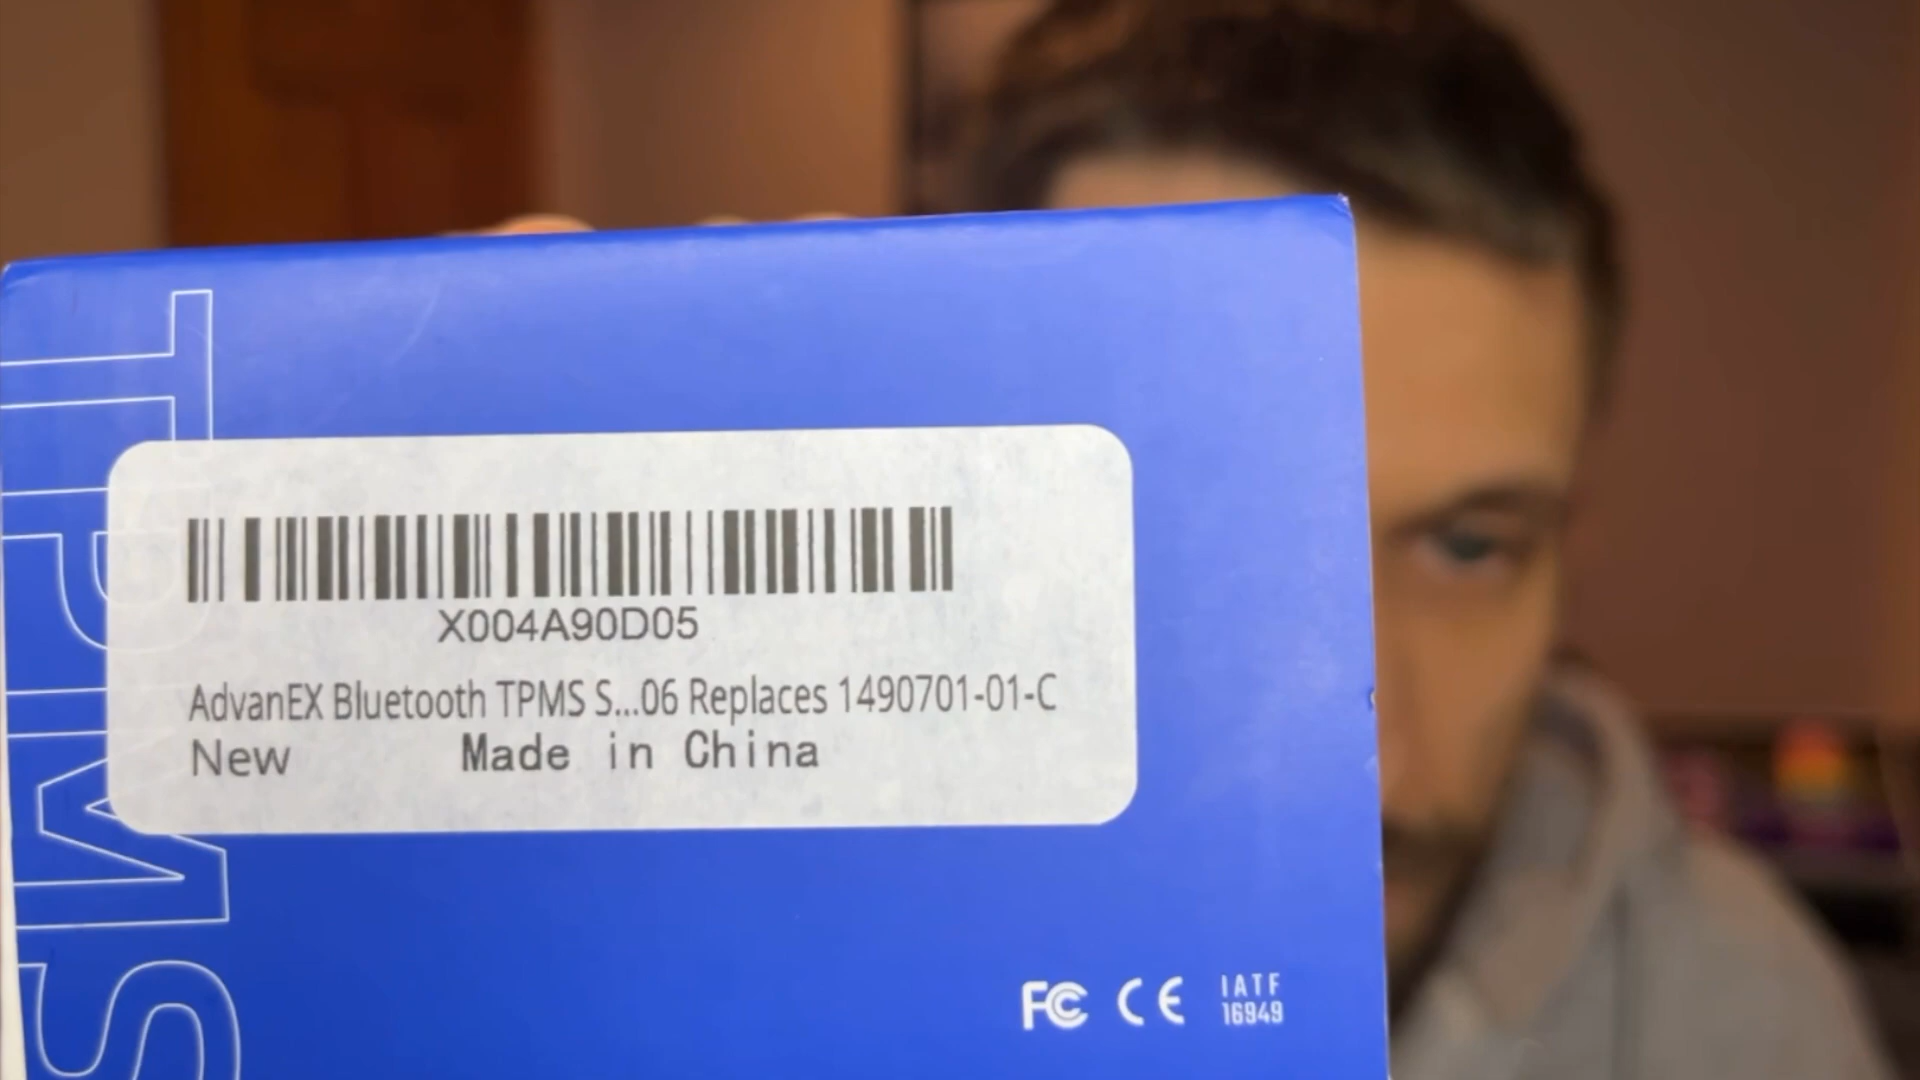 TPMS
X004A90D05
AdvanEX Bluetooth TPMS S...06 Replaces 1490701-01-C
New Made in China
FC CE IATF
16949